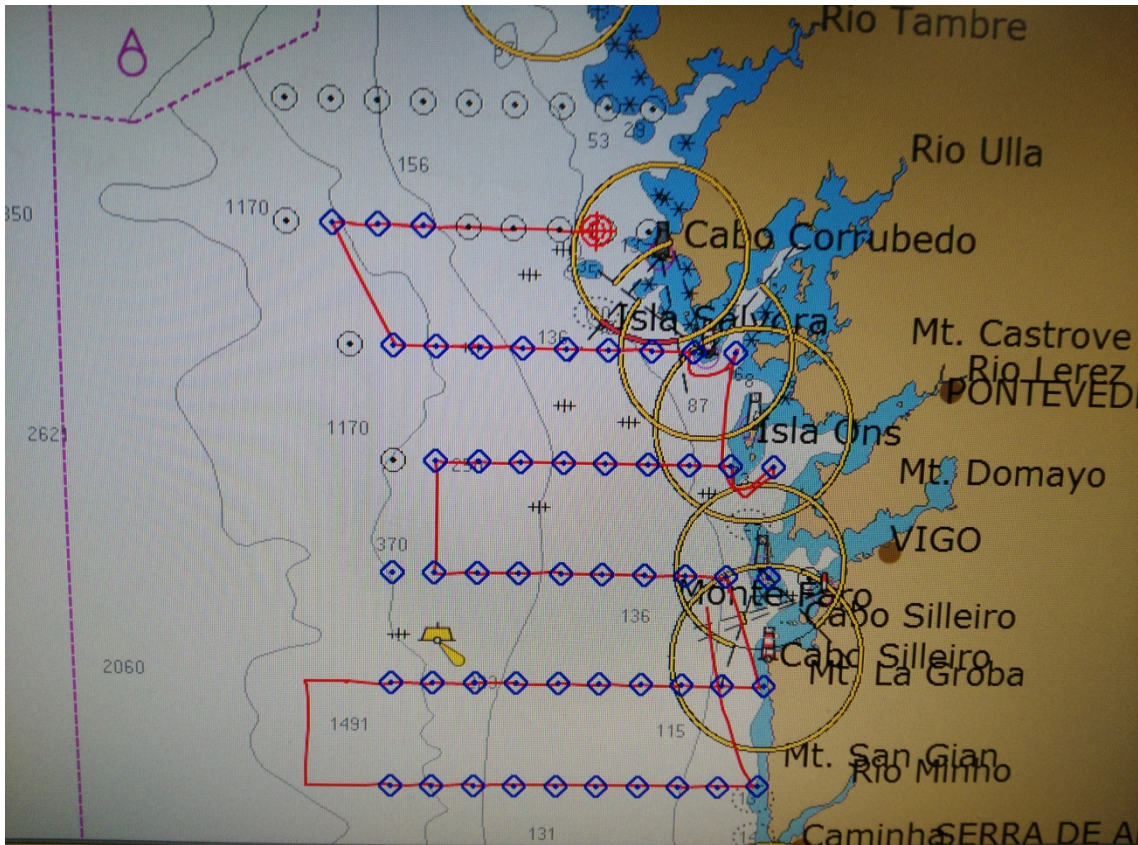 Rio Tambre
29
53
Rio Ulla
156
350
1170
Cabo Corrubedo
35
Isla Salvora
136
Mt. Castrove
68
Rio Lerez
PONTEVED
87
262
1170
Isla Ons
Mt. Domayo
370
VIGO
Monte Faro
136
Cabo Silleiro
Cabo Silleiro
2060
Mt. La Groba
1491
115
Mt. San Gian
Rio Minho
131
Caminha
SERRA DE A